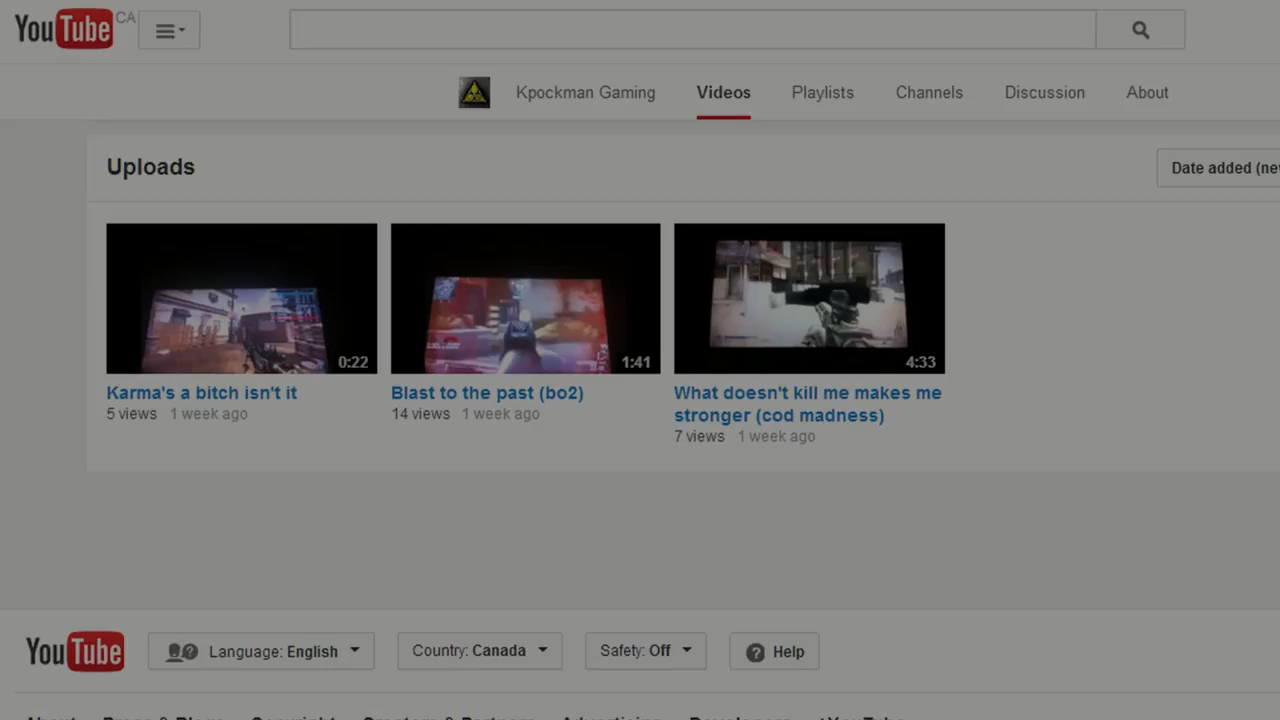 YouTube CA
Kpockman Gaming Videos Playlists Channels Discussion About
Uploads
Date added
0:22 1:41 4:33
Karma's a bitch isn't it
5 views 1 week ago
Blast to the past (bo2)
14 views 1 week ago
What doesn't kill me makes me
stronger (cod madness)
7 views 1 week ago
YouTube Language: English Country: Canada Safety: Off Help